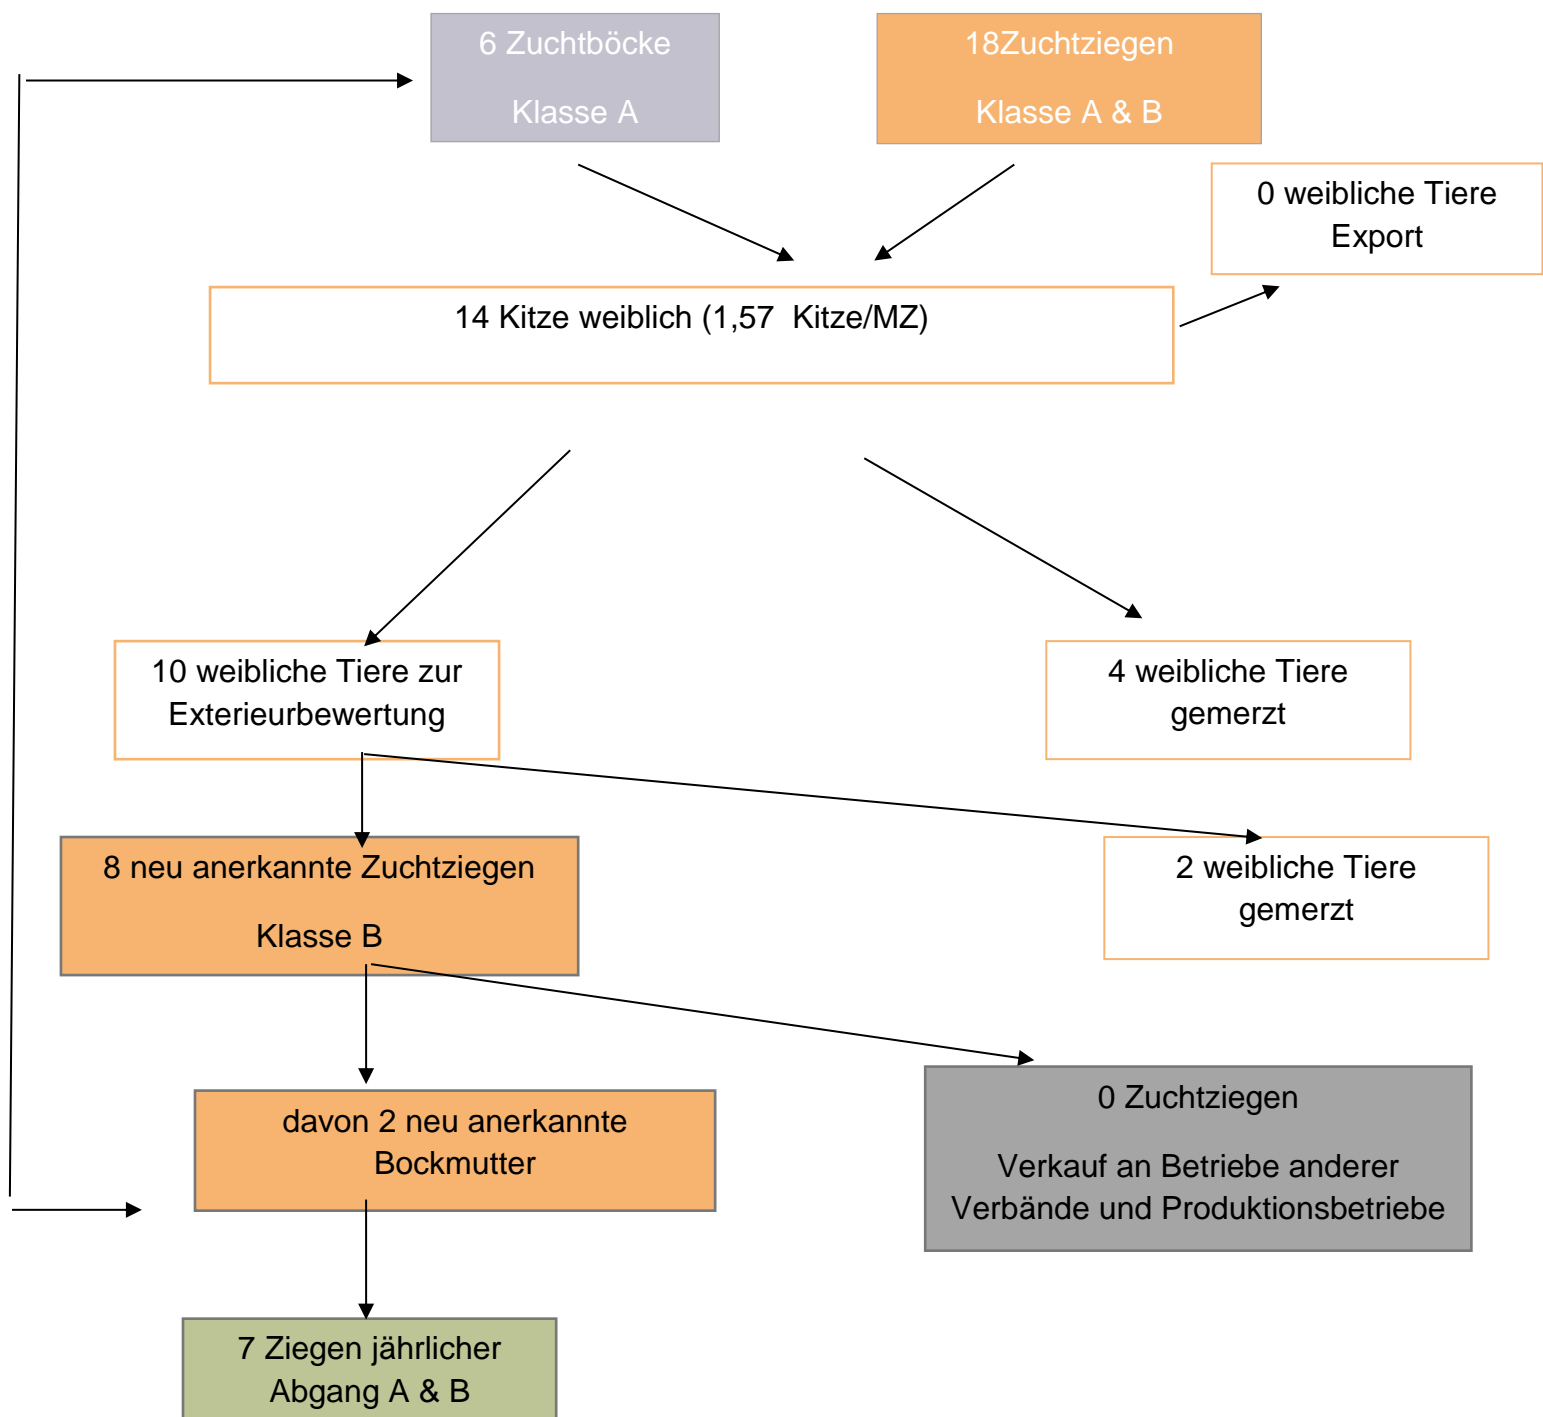 6 Zuchtböcke
Klasse A
18Zuchtziegen
Klasse A & B
0 weibliche Tiere
Export
14 Kitze weiblich (1,57  Kitze/MZ)
10 weibliche Tiere zur
Exterieurbewertung
4 weibliche Tiere
gemerzt
8 neu anerkannte Zuchtziegen
Klasse B
2 weibliche Tiere
gemerzt
davon 2 neu anerkannte
Bockmutter
0 Zuchtziegen
Verkauf an Betriebe anderer
Verbände und Produktionsbetriebe
7 Ziegen jährlicher
Abgang A & B